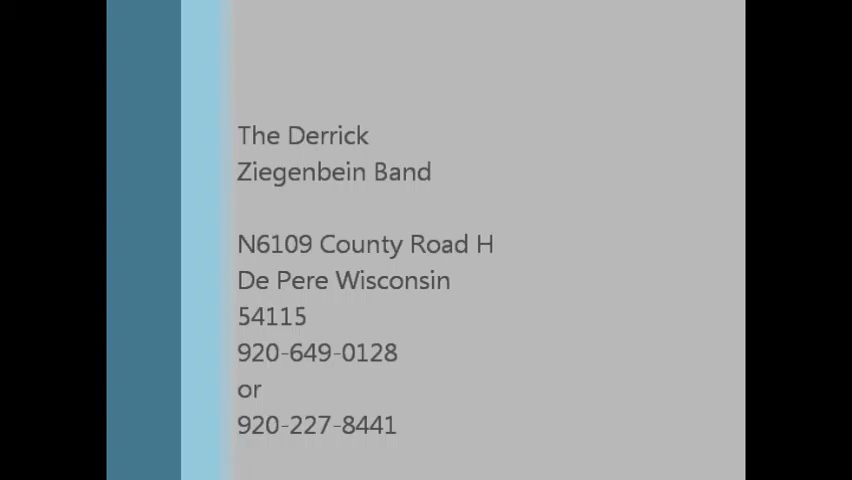 The Derrick
Ziegenbein Band
N6109 County Road H
De Pere Wisconsin
54115
920-649-0128
or
920-227-8441